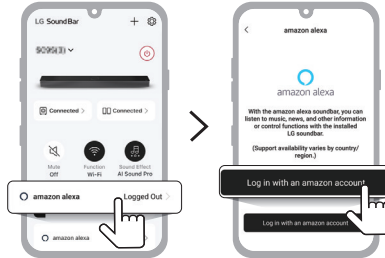 LG Sound Bar
Connected >
Connected >
Mute
Off
Function
Wi-Fi
Sound Effect
AI Sound Pro
amazon alexa
Logged Out >
amazon alexa
>
< amazon alexa
amazon alexa
With the amazon alexa soundbar, you can
listen to music, news, and other information
or control functions with the installed
LG soundbar.
(Support availability varies by country/
region.)
Log in with an amazon account
Log in with an amazon account